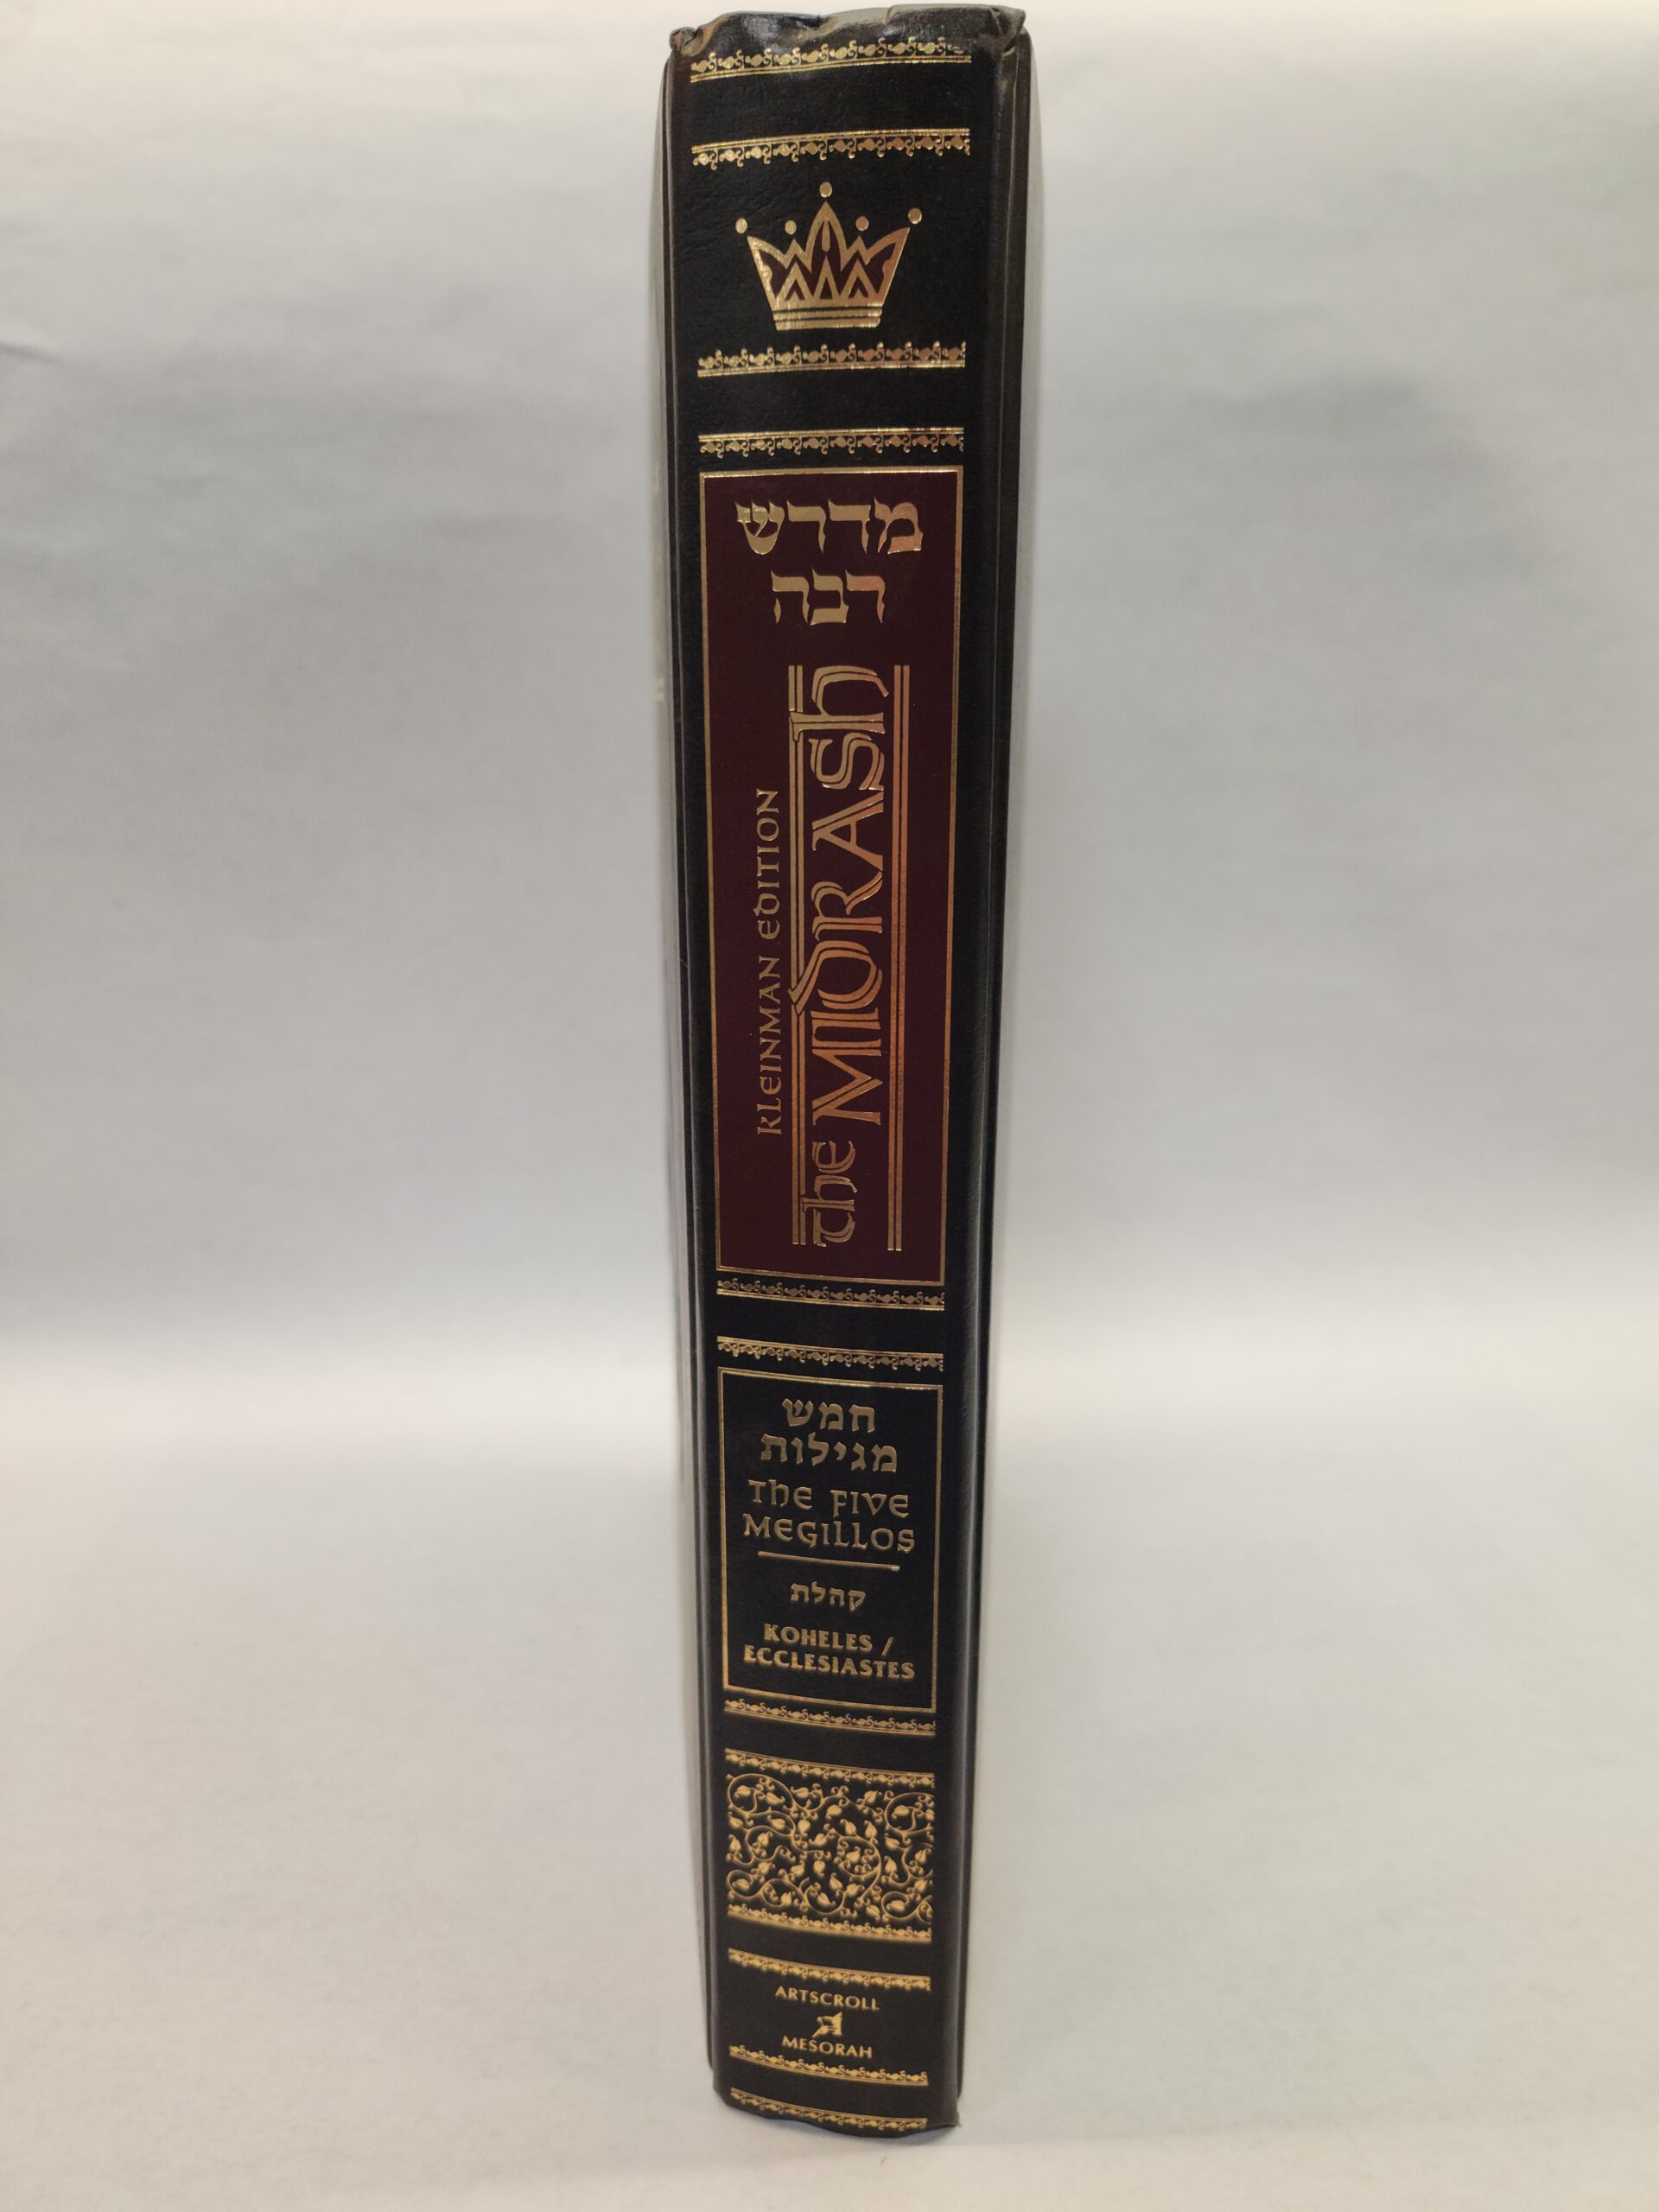 מדרש
רבה
KLEINMAN EDITION
the MIDRASH
חמש
מגילות
THE FIVE
MEGILLOS
קהלת
KOHELES /
ECCLESIASTES
ARTSCROLL
MESORAH